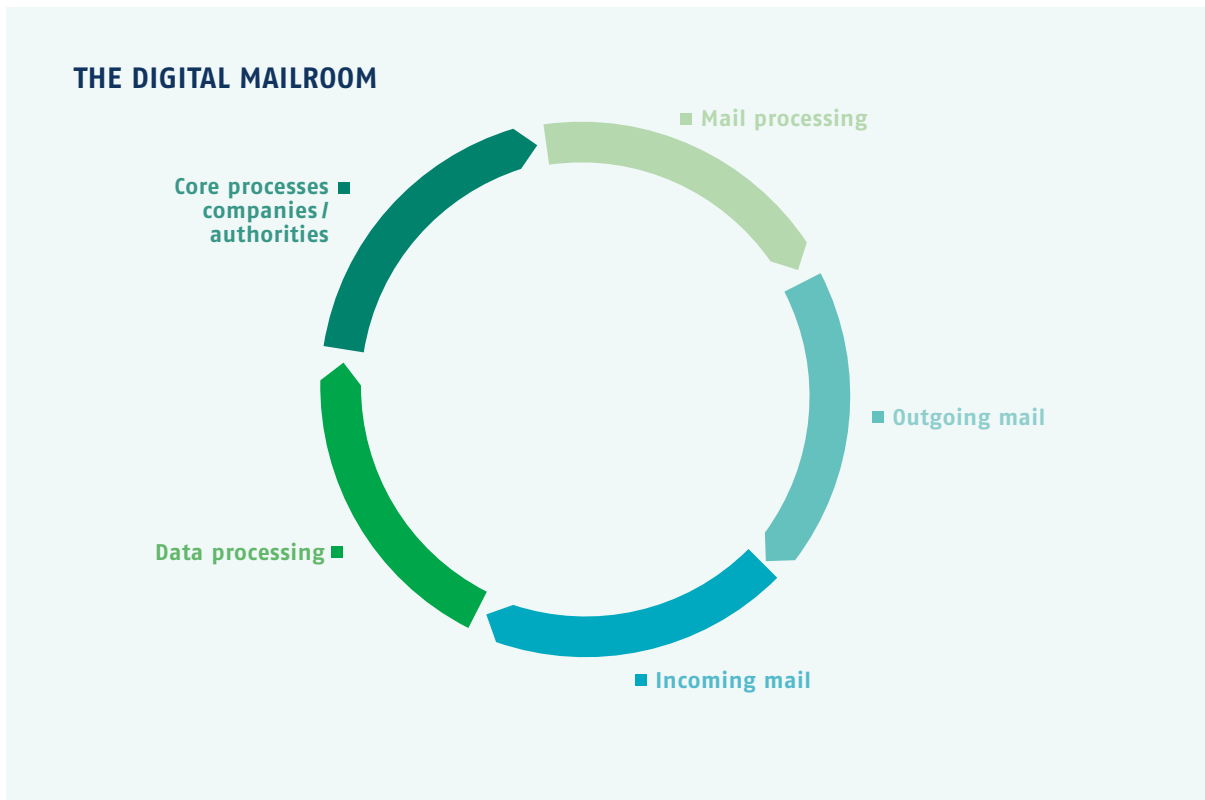 THE DIGITAL MAILROOM
Mail processing
Core processes
companies/
authorities
Outgoing mail
Data processing
Incoming mail